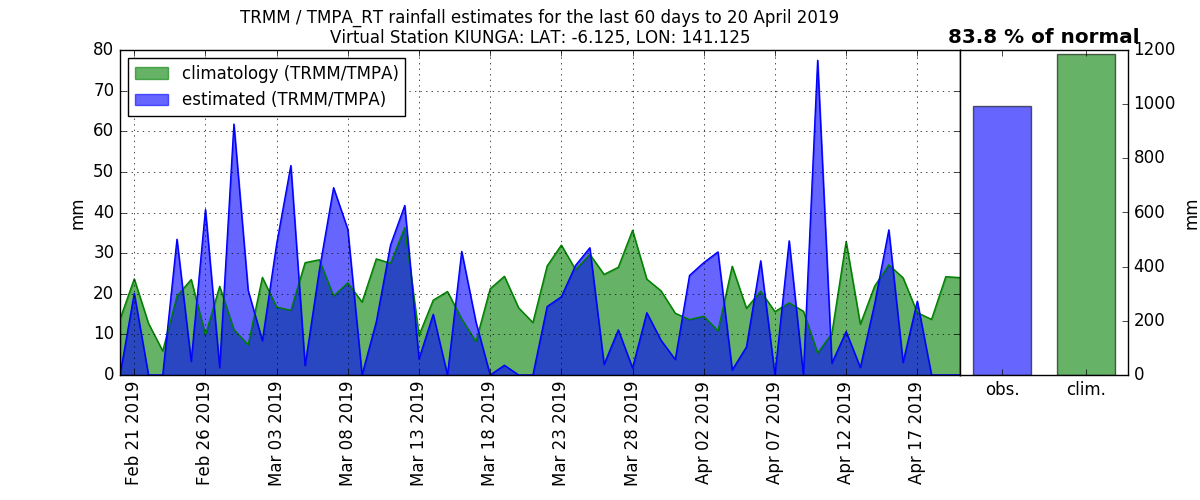 TRMM / TMPA_RT rainfall estimates for the last 60 days to 20 April 2019
Virtual Station KIUNGA: LAT: -6.125, LON: 141.125
83.8 % of normal
climatology (TRMM/TMPA)
estimated (TRMM/TMPA)
80
70
60
50
40
30
20
10
0
mm
1200
1000
800
600
400
200
0
mm
Feb 21 2019
Feb 26 2019
Mar 03 2019
Mar 08 2019
Mar 13 2019
Mar 18 2019
Mar 23 2019
Mar 28 2019
Apr 02 2019
Apr 07 2019
Apr 12 2019
Apr 17 2019
obs.
clim.